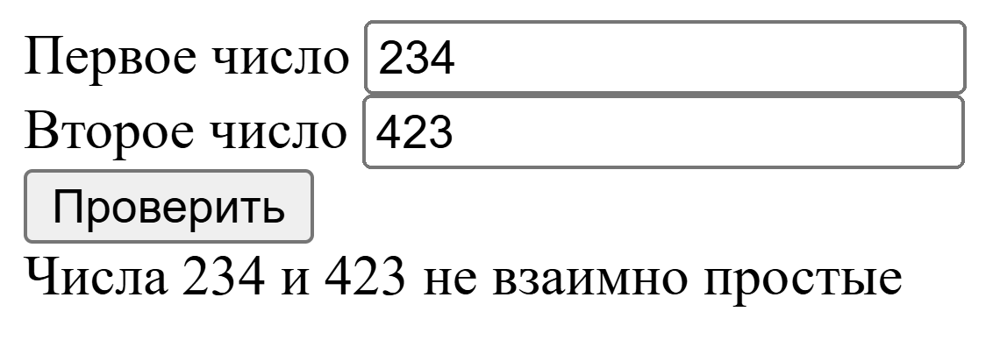 Первое число 234
Второе число 423
Проверить
Числа 234 и 423 не взаимно простые